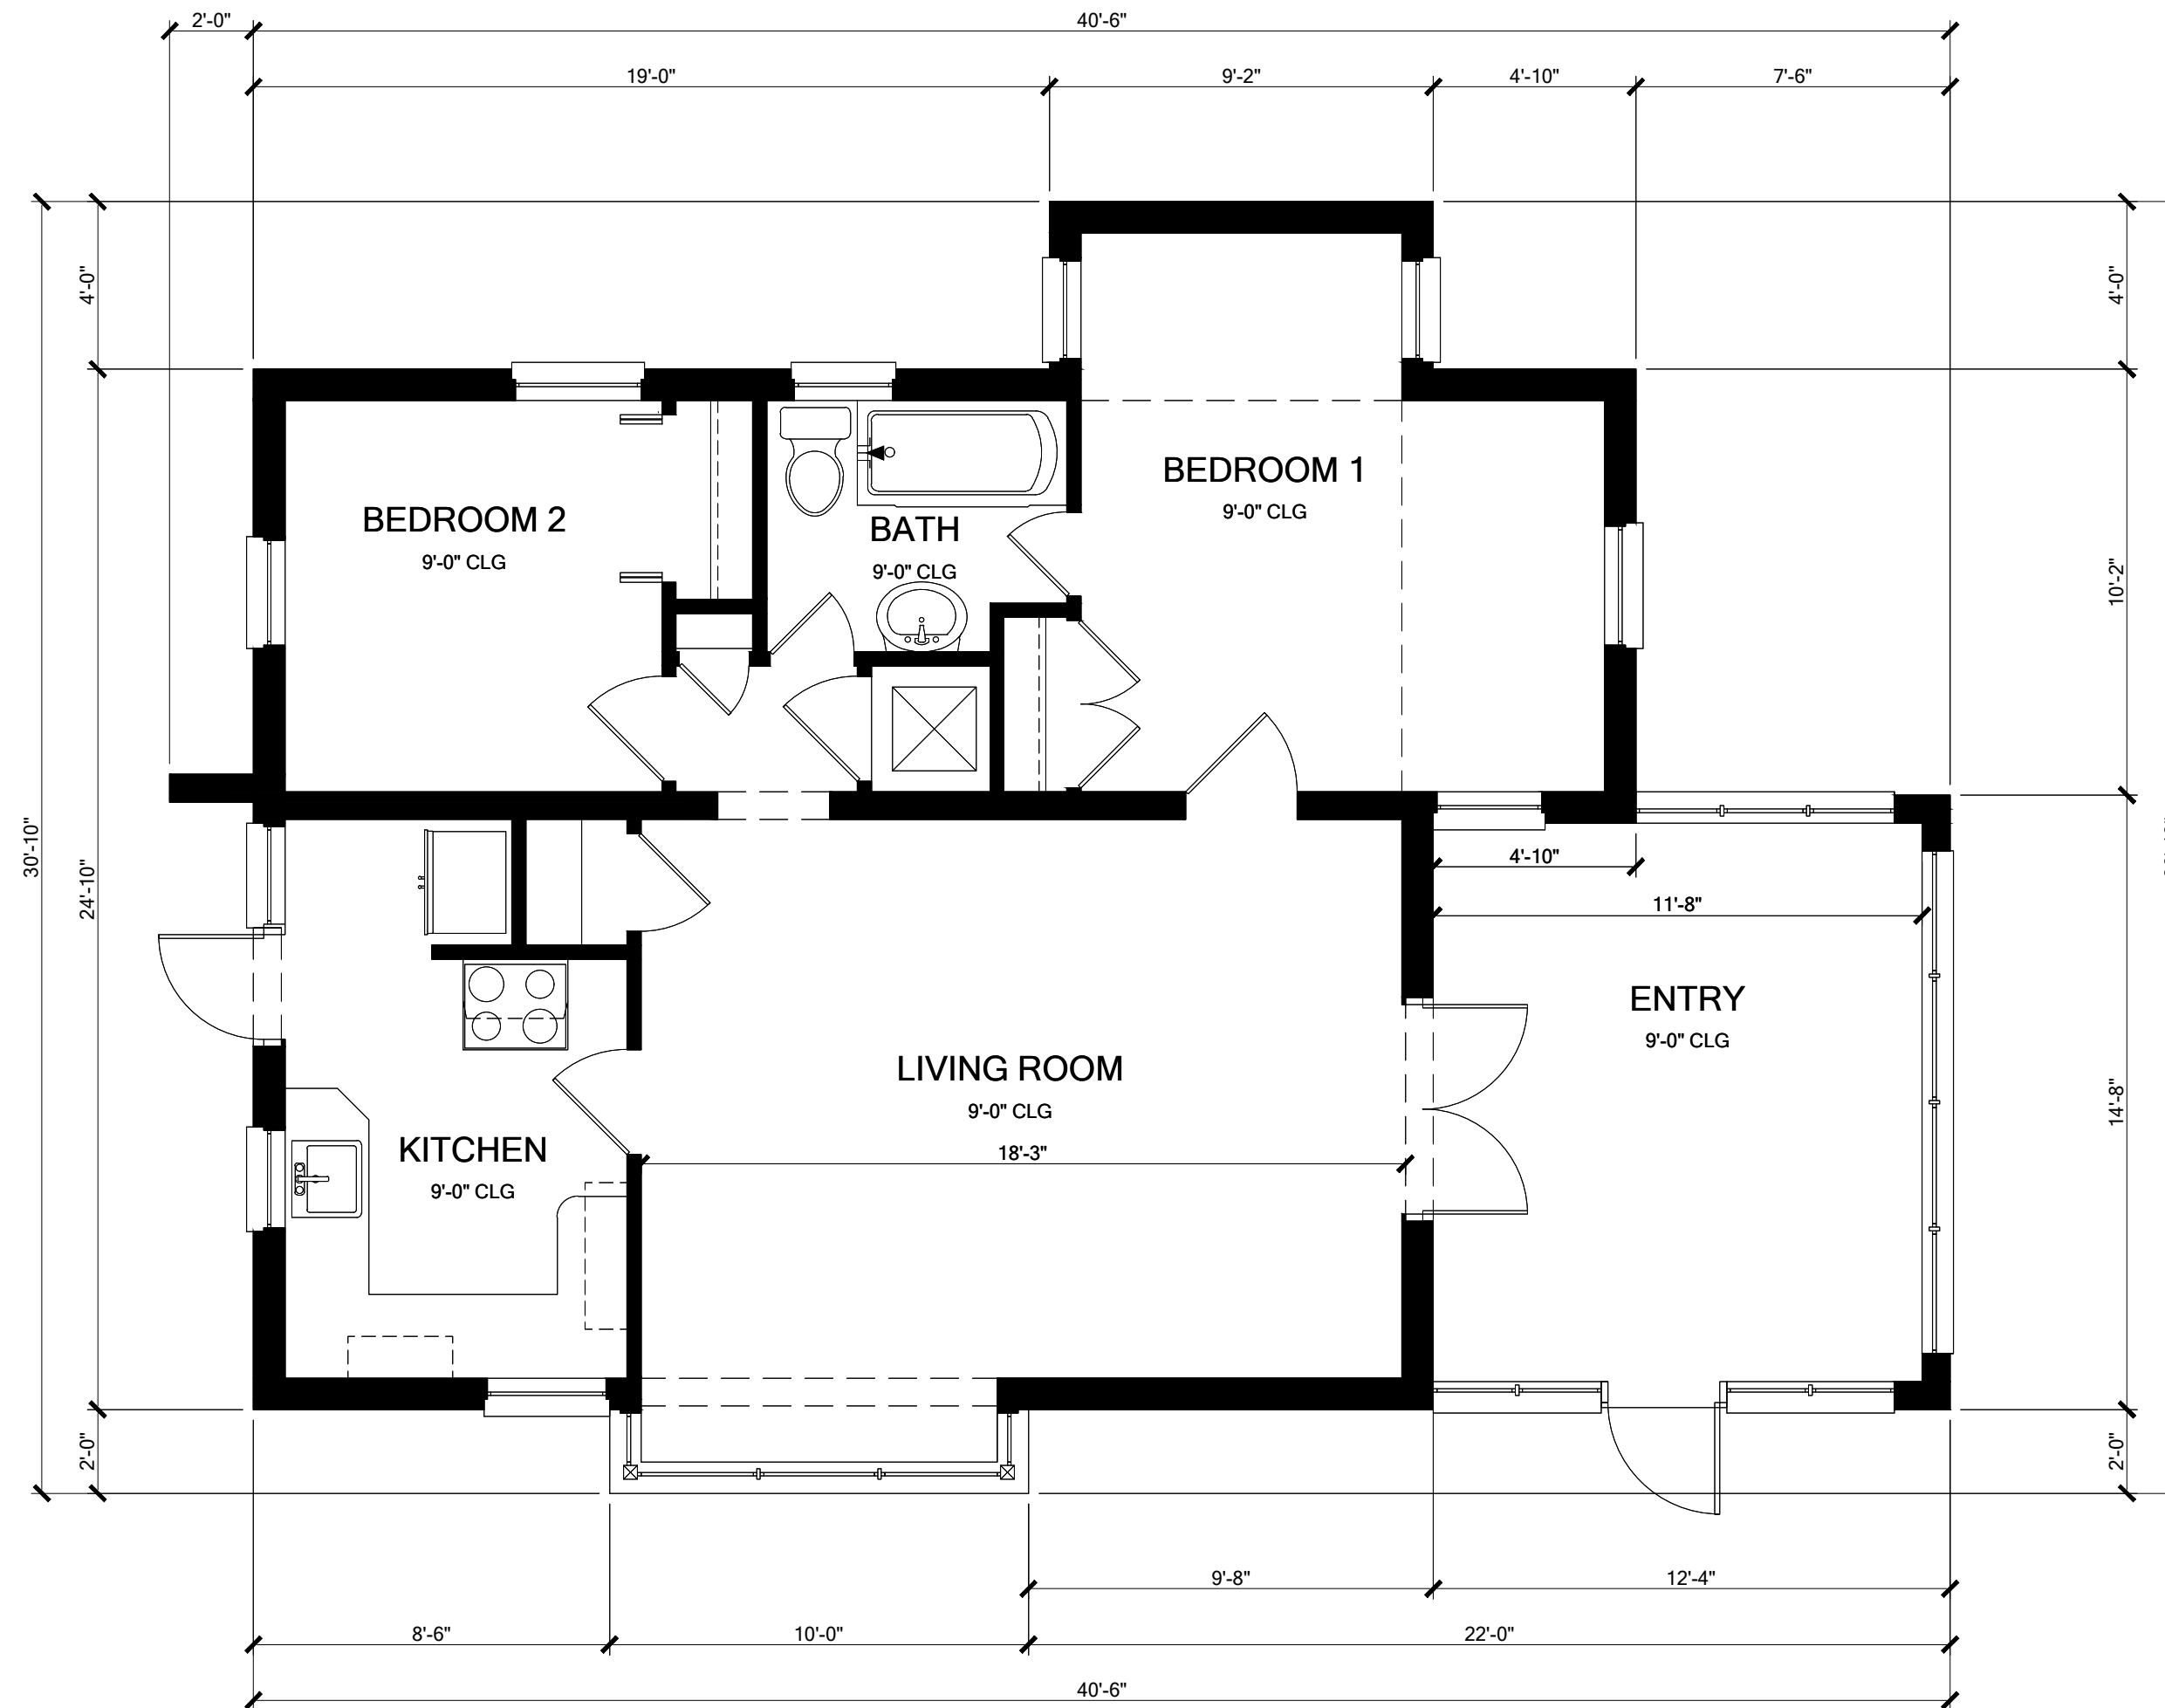 2'-0"
40'-6"
19'-0"
9'-2"
4'-10"
7'-6"
4'-0"
4'-0"
BEDROOM 1
9'-0" CLG
BEDROOM 2
9'-0" CLG
BATH
9'-0" CLG
10'-2"
30'-10"
24'-10"
4'-10"
11'-8"
ENTRY
9'-0" CLG
LIVING ROOM
9'-0" CLG
18'-3"
14'-8"
KITCHEN
9'-0" CLG
2'-0"
2'-0"
9'-8"
12'-4"
8'-6"
10'-0"
22'-0"
40'-6"